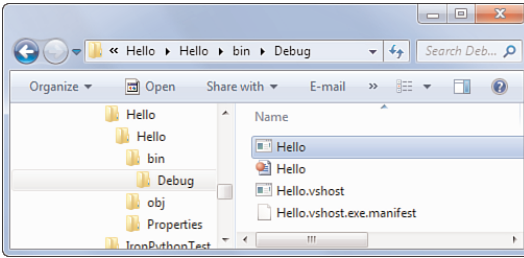 « Hello ▸ Hello ▸ bin ▸ Debug
Search Deb...
Organize Open Share with E-mail »
Hello
Hello
bin
Debug
obj
Properties
IronPythonTest
Name
Hello
Hello
Hello.vshost
Hello.vshost.exe.manifest